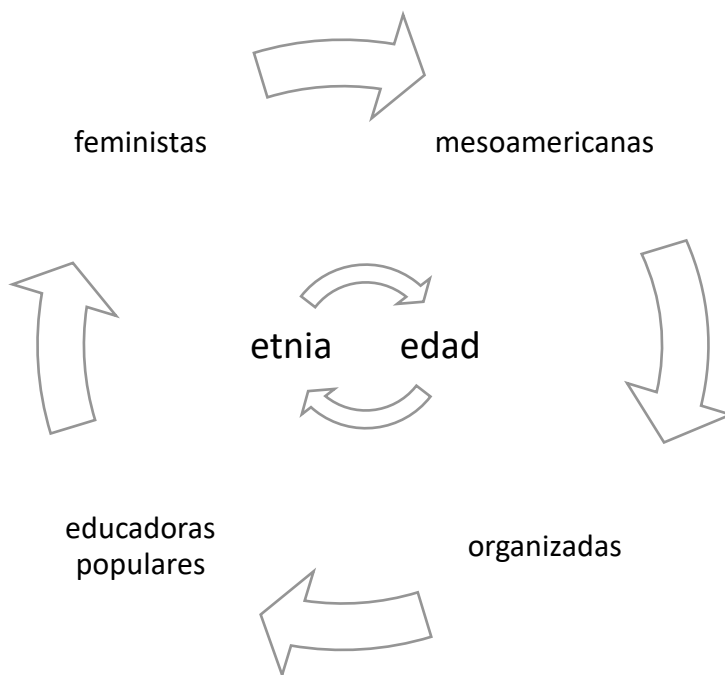 feministas
mesoamericanas
etnia
edad
educadoras
populares
organizadas